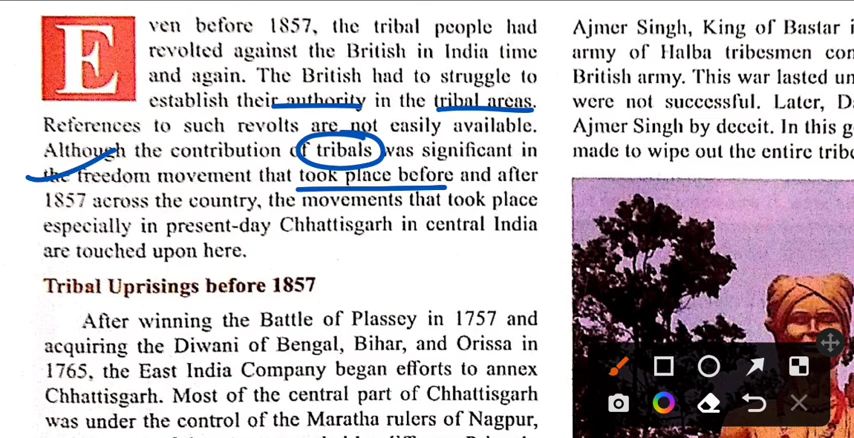 Even before 1857, the tribal people had
revolted against the British in India time
and again. The British had to struggle to
establish their authority in the tribal areas.
References to such revolts are not easily available.
Although the contribution of tribals was significant in
the freedom movement that took place before and after
1857 across the country, the movements that took place
especially in present-day Chhattisgarh in central India
are touched upon here.
Tribal Uprisings before 1857
After winning the Battle of Plassey in 1757 and
acquiring the Diwani of Bengal, Bihar, and Orissa in
1765, the East India Company began efforts to annex
Chhattisgarh. Most of the central part of Chhattisgarh
was under the control of the Maratha rulers of Nagpur,
Ajmer Singh, King of Bastar
army of Halba tribesmen
British army. This war lasted
were not successful. Later,
Ajmer Singh by deceit. In this
made to wipe out the entire